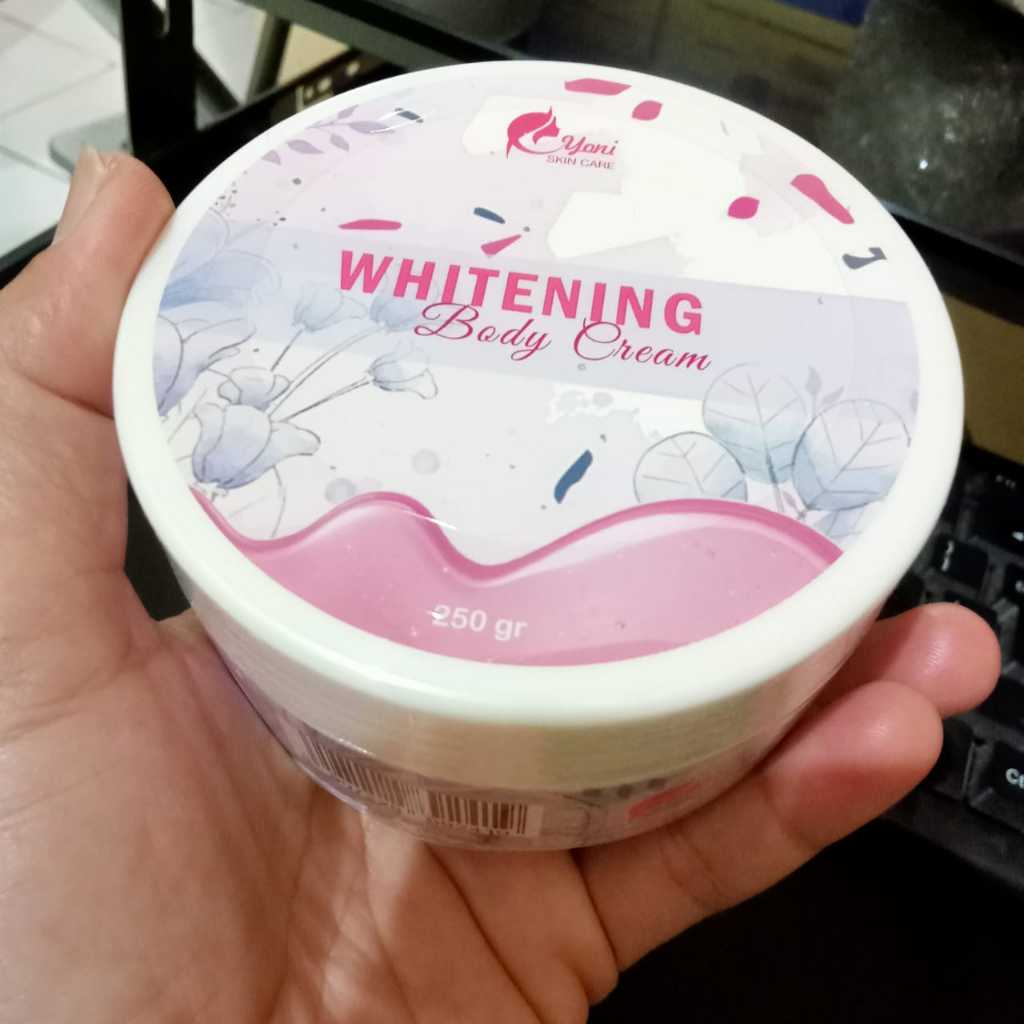 Yoni
SKIN CARE
WHITENING
Body Cream
250 gr